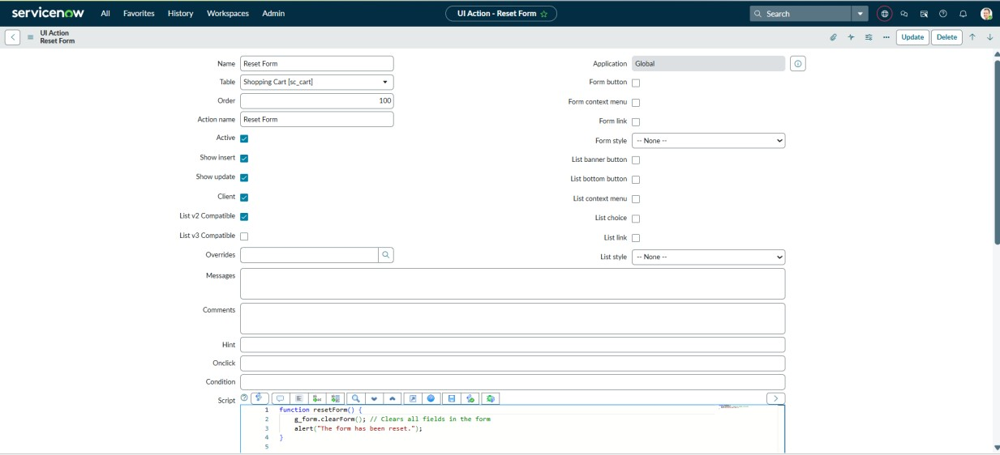 servicenow All Favorites History Workspaces Admin UI Action - Reset Form Search
UI Action
Reset Form
Update Delete
Name Reset Form
Application Global
Table Shopping Cart [sc_cart]
Form button
Order 100
Form context menu
Action name Reset Form
Form link
Active
Form style -- None --
Show insert
List banner button
Show update
List bottom button
Client
List context menu
List v2 Compatible
List choice
List v3 Compatible
List link
Overrides
List style -- None --
Messages
Comments
Hint
Onclick
Condition
Script
1 function resetForm() {
2 g_form.clearForm(); // Clears all fields in the form
3 alert("The form has been reset.");
4 }
5